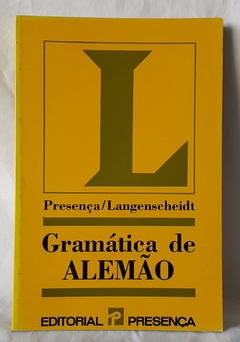 L
Presença/Langenscheidt
Gramática de
ALEMÃO
EDITORIAL P PRESENÇA